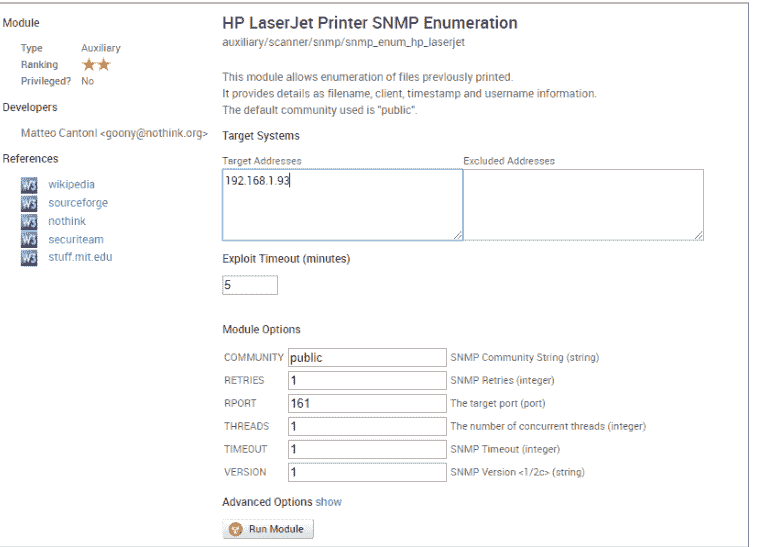 Module
Type Auxiliary
Ranking
Privileged? No
Developers
Matteo Cantoni <goony@nothink.org>
References
W3 wikipedia
W3 sourceforge
W3 nothink
W3 securiteam
W3 stuff.mit.edu
HP LaserJet Printer SNMP Enumeration
auxiliary/scanner/snmp/snmp_enum_hp_laserjet
This module allows enumeration of files previously printed.
It provides details as filename, client, timestamp and username information.
The default community used is "public".
Target Systems
Target Addresses Excluded Addresses
192.168.1.93
Exploit Timeout (minutes)
5
Module Options
COMMUNITY public SNMP Community String (string)
RETRIES 1 SNMP Retries (integer)
RPORT 161 The target port (port)
THREADS 1 The number of concurrent threads (integer)
TIMEOUT 1 SNMP Timeout (integer)
VERSION 1 SNMP Version <1/2c> (string)
Advanced Options show
Run Module